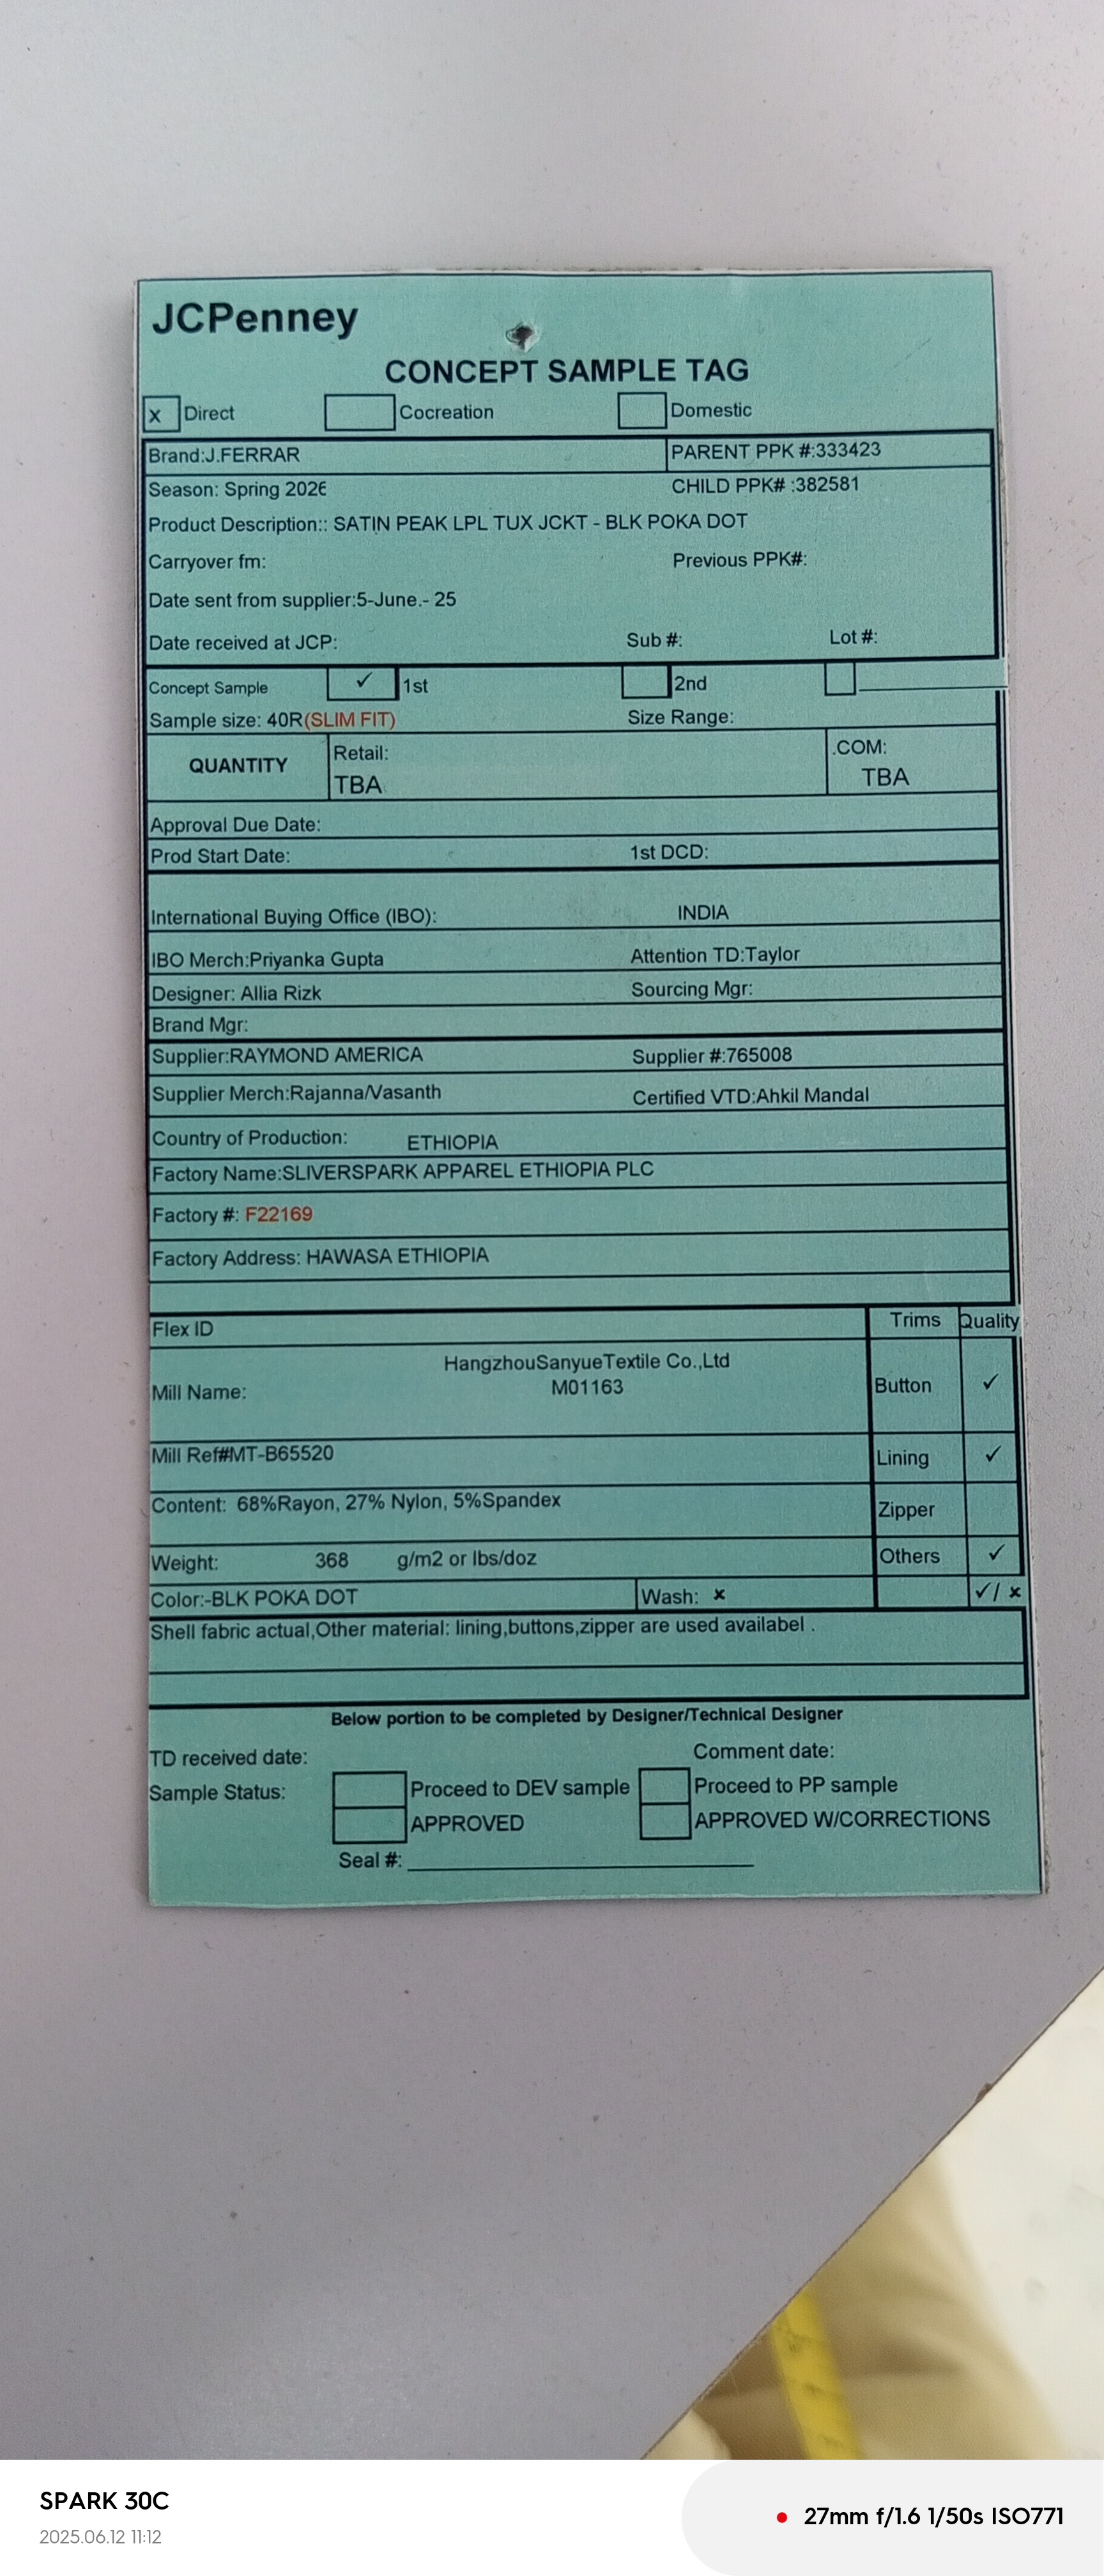 JCPenney
CONCEPT SAMPLE TAG
x Direct Cocreation Domestic
Brand:J.FERRAR PARENT PPK #:333423
Season: Spring 2026 CHILD PPK# :382581
Product Description:: SATIN PEAK LPL TUX JCKT - BLK POKA DOT
Carryover fm: Previous PPK#:
Date sent from supplier:5-June.- 25
Date received at JCP: Sub #: Lot #:
Concept Sample ✓ 1st 2nd
Sample size: 40R(SLIM FIT) Size Range:
QUANTITY Retail: .COM:
TBA TBA
Approval Due Date:
Prod Start Date: 1st DCD:
International Buying Office (IBO): INDIA
IBO Merch:Priyanka Gupta Attention TD:Taylor
Designer: Allia Rizk Sourcing Mgr:
Brand Mgr:
Supplier:RAYMOND AMERICA Supplier #:765008
Supplier Merch:Rajanna/Vasanth Certified VTD:Ahkil Mandal
Country of Production: ETHIOPIA
Factory Name:SLIVERSPARK APPAREL ETHIOPIA PLC
Factory #: F22169
Factory Address: HAWASA ETHIOPIA
Flex ID Trims Quality
HangzhouSanyueTextile Co.,Ltd
Mill Name: M01163 Button ✓
Mill Ref#MT-B65520 Lining ✓
Content: 68%Rayon, 27% Nylon, 5%Spandex Zipper
Weight: 368 g/m2 or lbs/doz Others ✓
Color:-BLK POKA DOT Wash: × ✓/ ×
Shell fabric actual,Other material: lining,buttons,zipper are used availabel .
Below portion to be completed by Designer/Technical Designer
TD received date: Comment date:
Sample Status: Proceed to DEV sample Proceed to PP sample
APPROVED APPROVED W/CORRECTIONS
Seal #:
SPARK 30C
2025.06.12 11:12
27mm f/1.6 1/50s ISO771